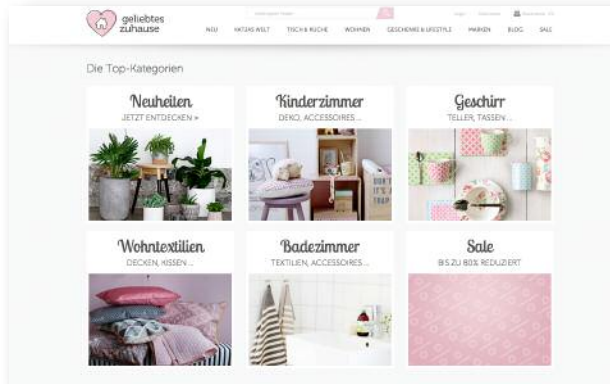 geliebtes
zuhause
NEU KATJAS WELT TISCH & KÜCHE WOHNEN GESCHENKE & LIFESTYLE MARKEN BLOG SALE
Die Top-Kategorien
Neuheiten
JETZT ENTDECKEN »
Kinderzimmer
DEKO, ACCESSOIRES ...
Geschirr
TELLER, TASSEN ...
Wohntextilien
DECKEN, KISSEN ...
Badezimmer
TEXTILIEN, ACCESSOIRES ...
Sale
BIS ZU 80% REDUZIERT